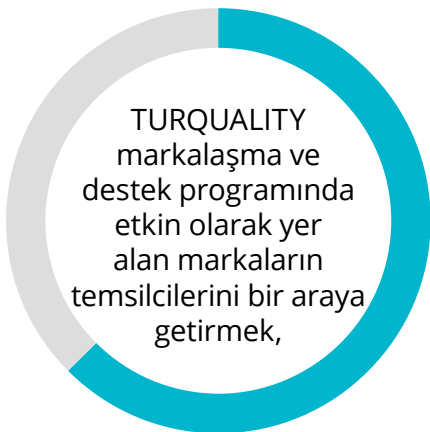 TURQUALITY
markalaşma ve
destek programında
etkin olarak yer
alan markaların
temsilcilerini bir araya
getirmek,